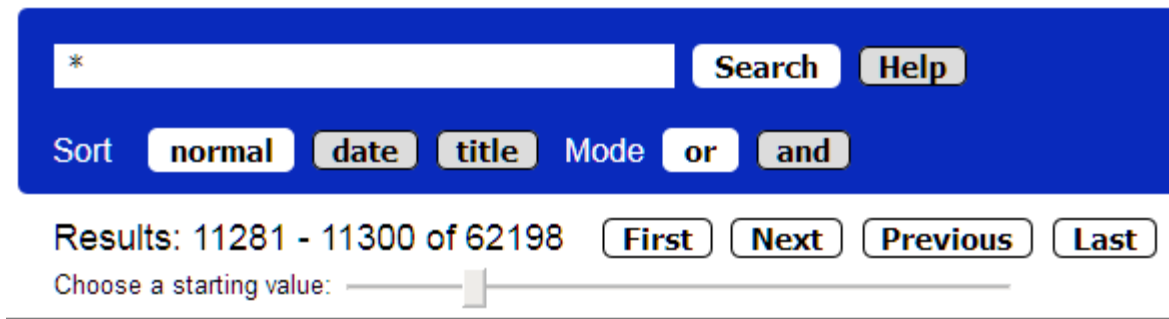 * Search Help
Sort normal date title Mode or and
Results: 11281 - 11300 of 62198 First Next Previous Last
Choose a starting value: